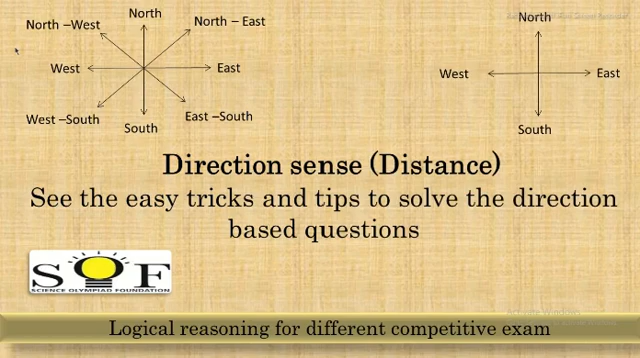 North
North –West
North – East
West
East
West –South
East –South
South
North
West
East
South
Direction sense (Distance)
See the easy tricks and tips to solve the direction
based questions
SOF
SCIENCE OLYMPIAD FOUNDATION
Activate Windows
Logical reasoning for different competitive exam